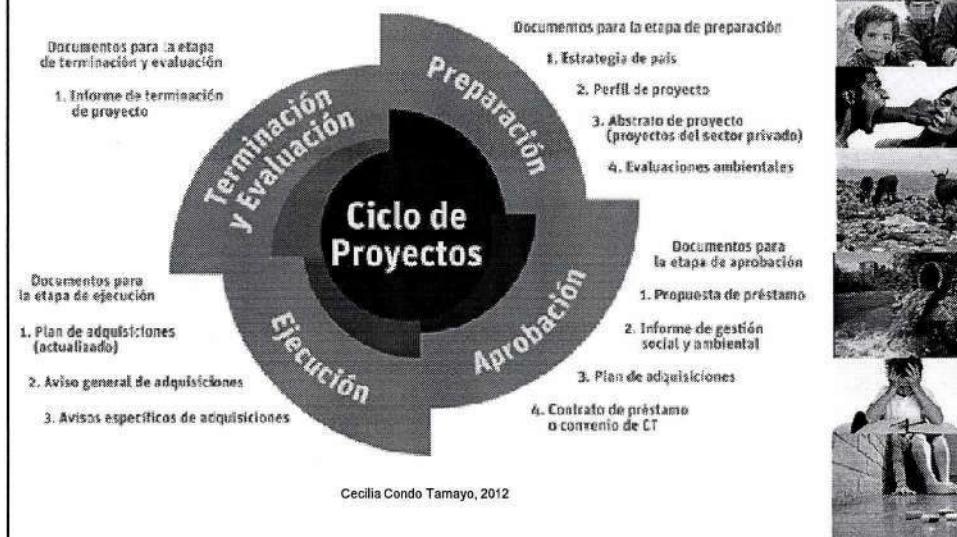 Documentos para la etapa
de terminación y evaluación
1. Informe de terminación
de proyecto
Documentos para la etapa de preparación
1. Estrategia de país
2. Perfil de proyecto
3. Abstrato de proyecto
(proyectos del sector privado)
4. Evaluaciones ambientales
Terminación
y Evaluación
Preparación
Ciclo de
Proyectos
Ejecución
Aprobación
Documentos para
la etapa de ejecución
1. Plan de adquisiciones
(actualizado)
2. Aviso general de adquisiciones
3. Avisos específicos de adquisiciones
Documentos para
la etapa de aprobación
1. Propuesta de préstamo
2. Informe de gestión
social y ambiental
3. Plan de adquisiciones
4. Contrato de préstamo
o convenio de CT
Cecilia Condo Tamayo, 2012